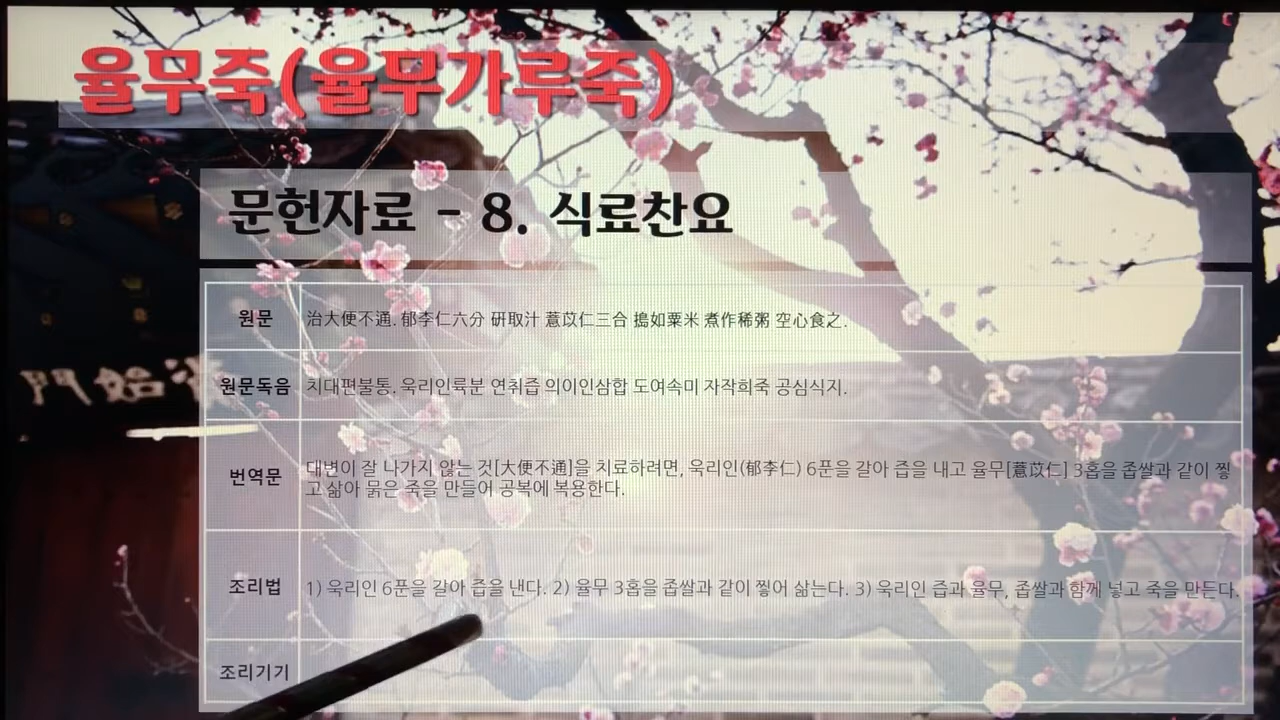 율무죽(율무가루죽)
문헌자료 - 8. 식료찬요
원문
治大便不通. 郁李仁六分 研取汁 薏苡仁三合 搗如粟米 煮作稀粥 空心食之.
원문독음
치대편불통. 욱리인륙분 연취즙 의이인삼합 도여속미 자작희죽 공심식지.
번역문
대변이 잘 나가지 않는 것[大便不通]을 치료하려면, 욱리인(郁李仁) 6푼을 갈아 즙을 내고 율무[薏苡仁] 3홉을 좁쌀과 같이 찧
고 삶아 묽은 죽을 만들어 공복에 복용한다.
조리법
1) 욱리인 6푼을 갈아 즙을 낸다. 2) 율무 3홉을 좁쌀과 같이 찧어 삶는다. 3) 욱리인 즙과 율무, 좁쌀과 함께 넣고 죽을 만든다.
조리기기